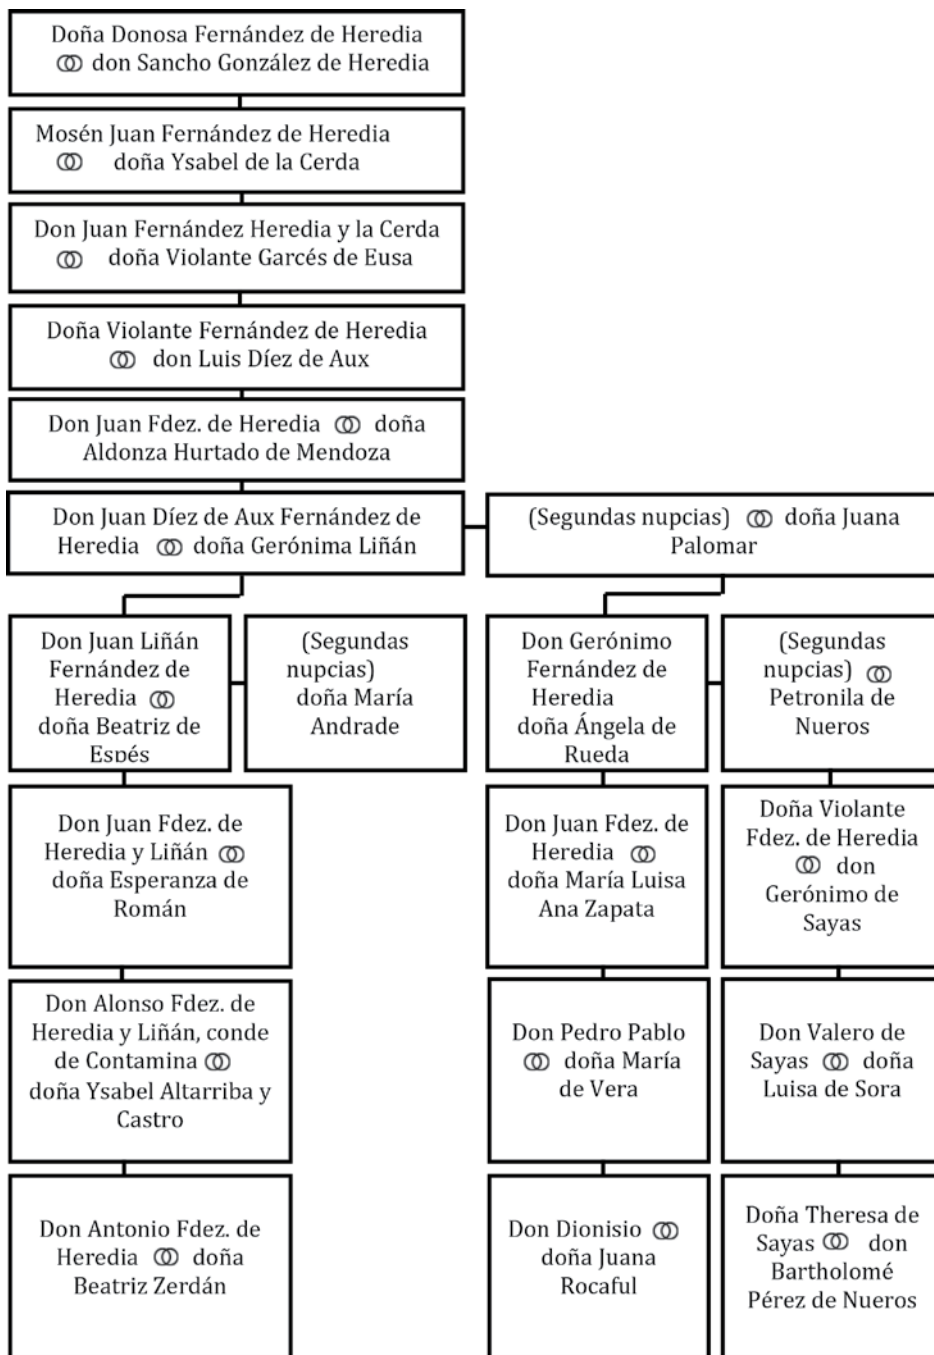 Doña Donosa Fernández de Heredia
ↀ don Sancho González de Heredia
Mosén Juan Fernández de Heredia
ↀ doña Ysabel de la Cerda
Don Juan Fernández Heredia y la Cerda
ↀ doña Violante Garcés de Eusa
Doña Violante Fernández de Heredia
ↀ don Luis Díez de Aux
Don Juan Fdez. de Heredia ↀ doña
Aldonza Hurtado de Mendoza
Don Juan Díez de Aux Fernández de
Heredia ↀ doña Gerónima Liñán
(Segundas nupcias) ↀ doña Juana
Palomar
Don Juan Liñán
Fernández de
Heredia ↀ
doña Beatriz de
Espés
(Segundas
nupcias)
doña María
Andrade
Don Gerónimo
Fernández de
Heredia
doña Ángela de
Rueda
(Segundas
nupcias) ↀ
Petronila de
Nueros
Don Juan Fdez. de
Heredia y Liñán ↀ
doña Esperanza de
Román
Don Juan Fdez. de
Heredia ↀ
doña María Luisa
Ana Zapata
Doña Violante
Fdez. de Heredia
ↀ don
Gerónimo de
Sayas
Don Alonso Fdez. de
Heredia y Liñán, conde
de Contamina ↀ
doña Ysabel Altarriba y
Castro
Don Pedro Pablo
ↀ doña María
de Vera
Don Valero de
Sayas ↀ doña
Luisa de Sora
Don Antonio Fdez. de
Heredia ↀ doña
Beatriz Zerdán
Don Dionisio ↀ
doña Juana
Rocaful
Doña Theresa de
Sayas ↀ don
Bartholomé
Pérez de Nueros